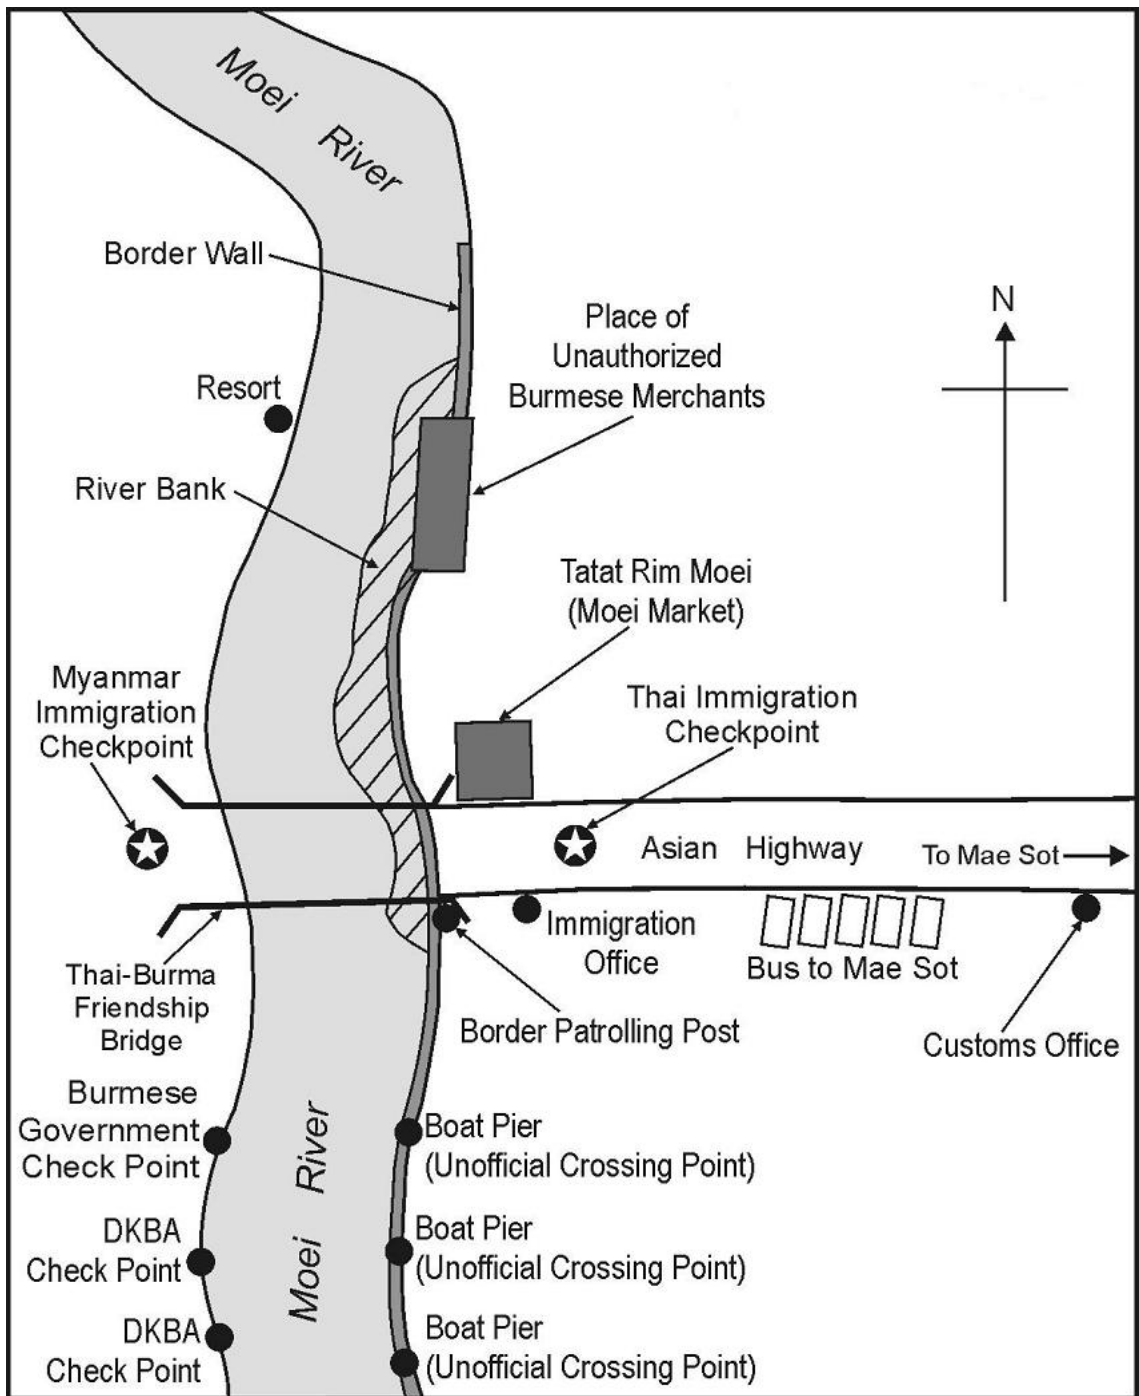 Moei River
Border Wall
N
Place of
Unauthorized
Burmese Merchants
Resort
River Bank
Tatat Rim Moei
(Moei Market)
Myanmar
Immigration
Checkpoint
Thai Immigration
Checkpoint
Asian Highway
To Mae Sot
Immigration
Office
Bus to Mae Sot
Thai-Burma
Friendship
Bridge
Border Patrolling Post
Customs Office
Burmese
Government
Check Point
Boat Pier
(Unofficial Crossing Point)
Moei River
DKBA
Check Point
Boat Pier
(Unofficial Crossing Point)
DKBA
Check Point
Boat Pier
(Unofficial Crossing Point)